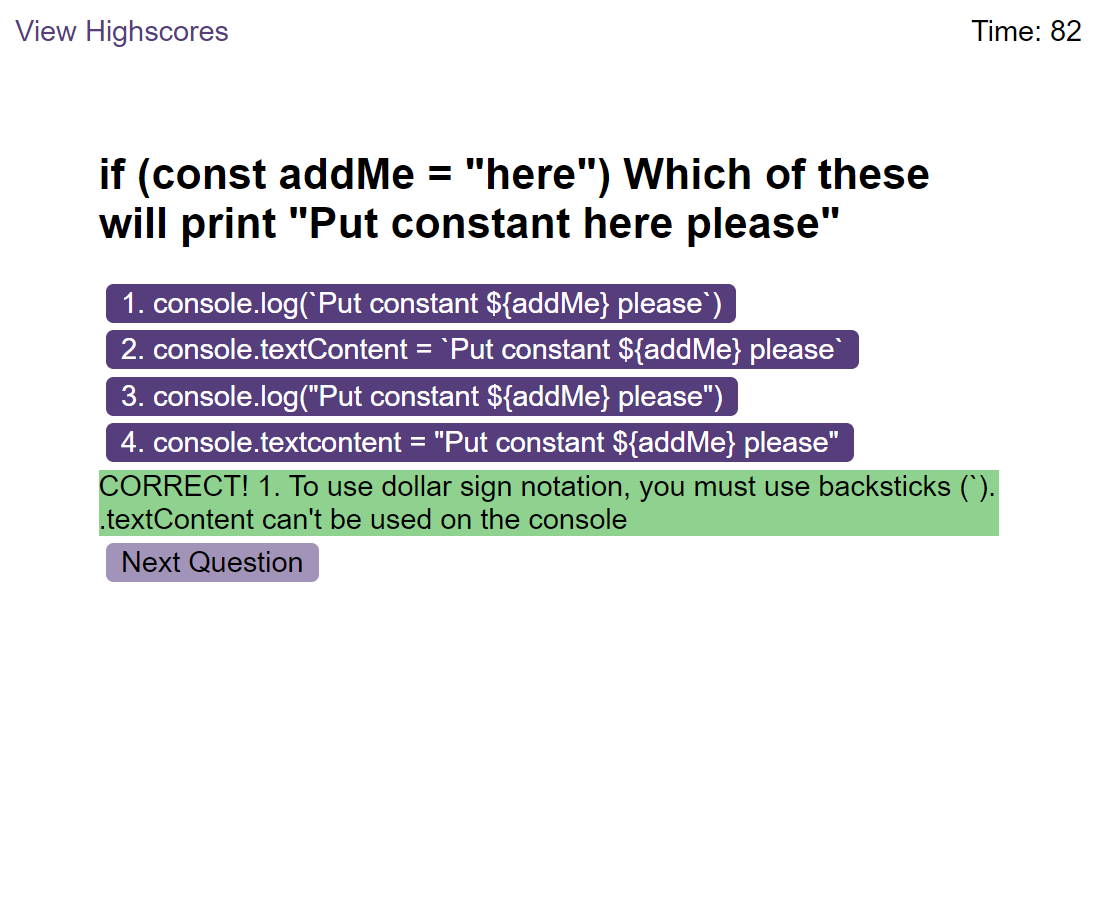 View Highscores
Time: 82
if (const addMe = "here") Which of these
will print "Put constant here please"
1. console.log(`Put constant ${addMe} please`)
2. console.textContent = `Put constant ${addMe} please`
3. console.log("Put constant ${addMe} please")
4. console.textcontent = "Put constant ${addMe} please"
CORRECT! 1. To use dollar sign notation, you must use backsticks (`).
.textContent can't be used on the console
Next Question